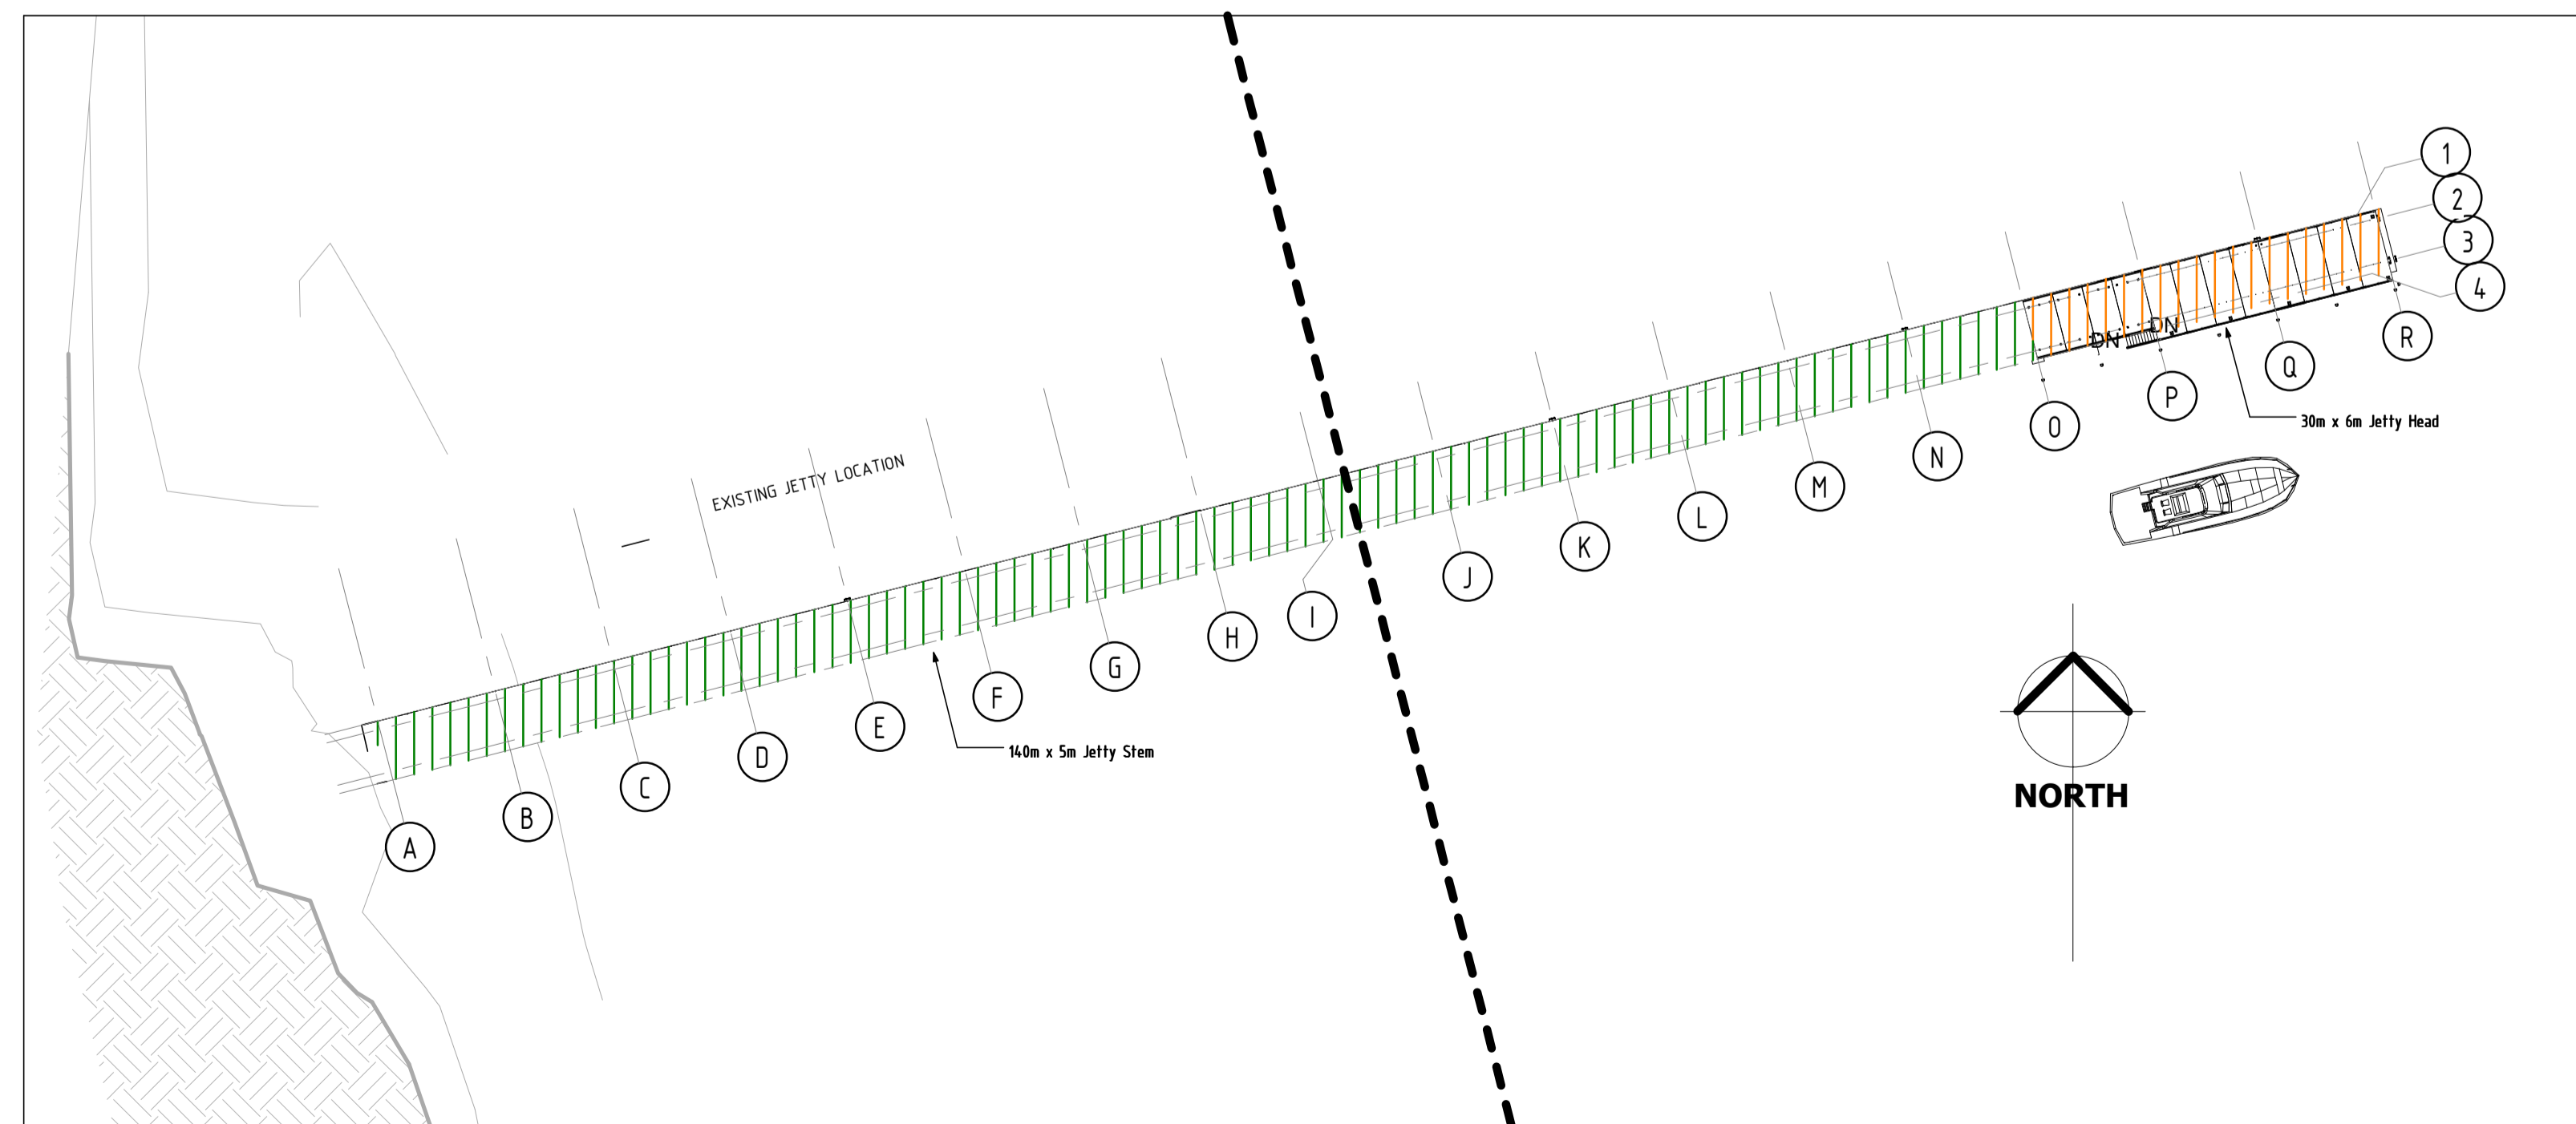 1
2
3
4
R
Q
P
O
N
M
L
K
J
I
H
G
F
E
D
C
B
A
DN
DN
30m x 6m Jetty Head
EXISTING JETTY LOCATION
140m x 5m Jetty Stem
NORTH